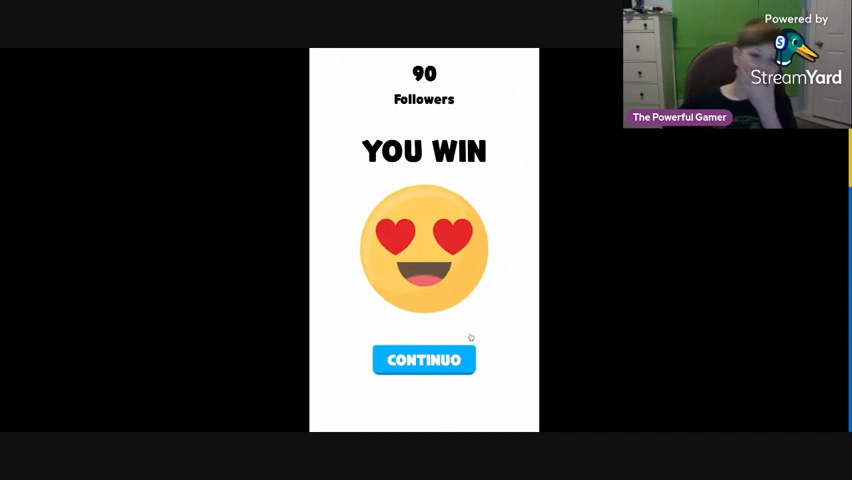 90
Followers
YOU WIN
CONTINUO
Powered by
S
StreamYard
The Powerful Gamer